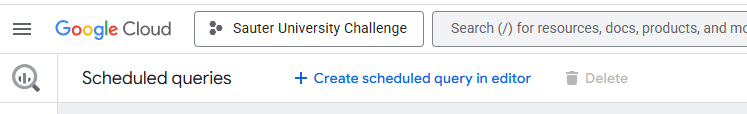 Google Cloud Sauter University Challenge Search (/) for resources, docs, products, and mo
Scheduled queries + Create scheduled query in editor Delete